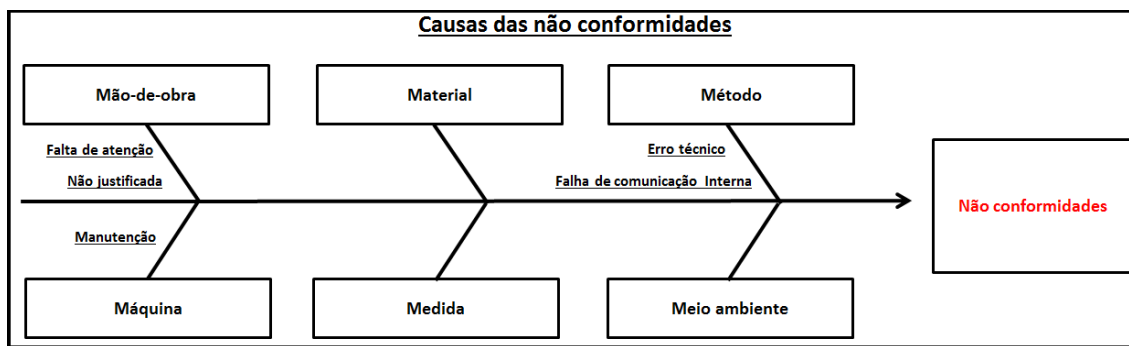 Causas das não conformidades
Mão-de-obra
Material
Método
Falta de atenção
Erro técnico
Não justificada
Falha de comunicação Interna
Não conformidades
Manutenção
Máquina
Medida
Meio ambiente